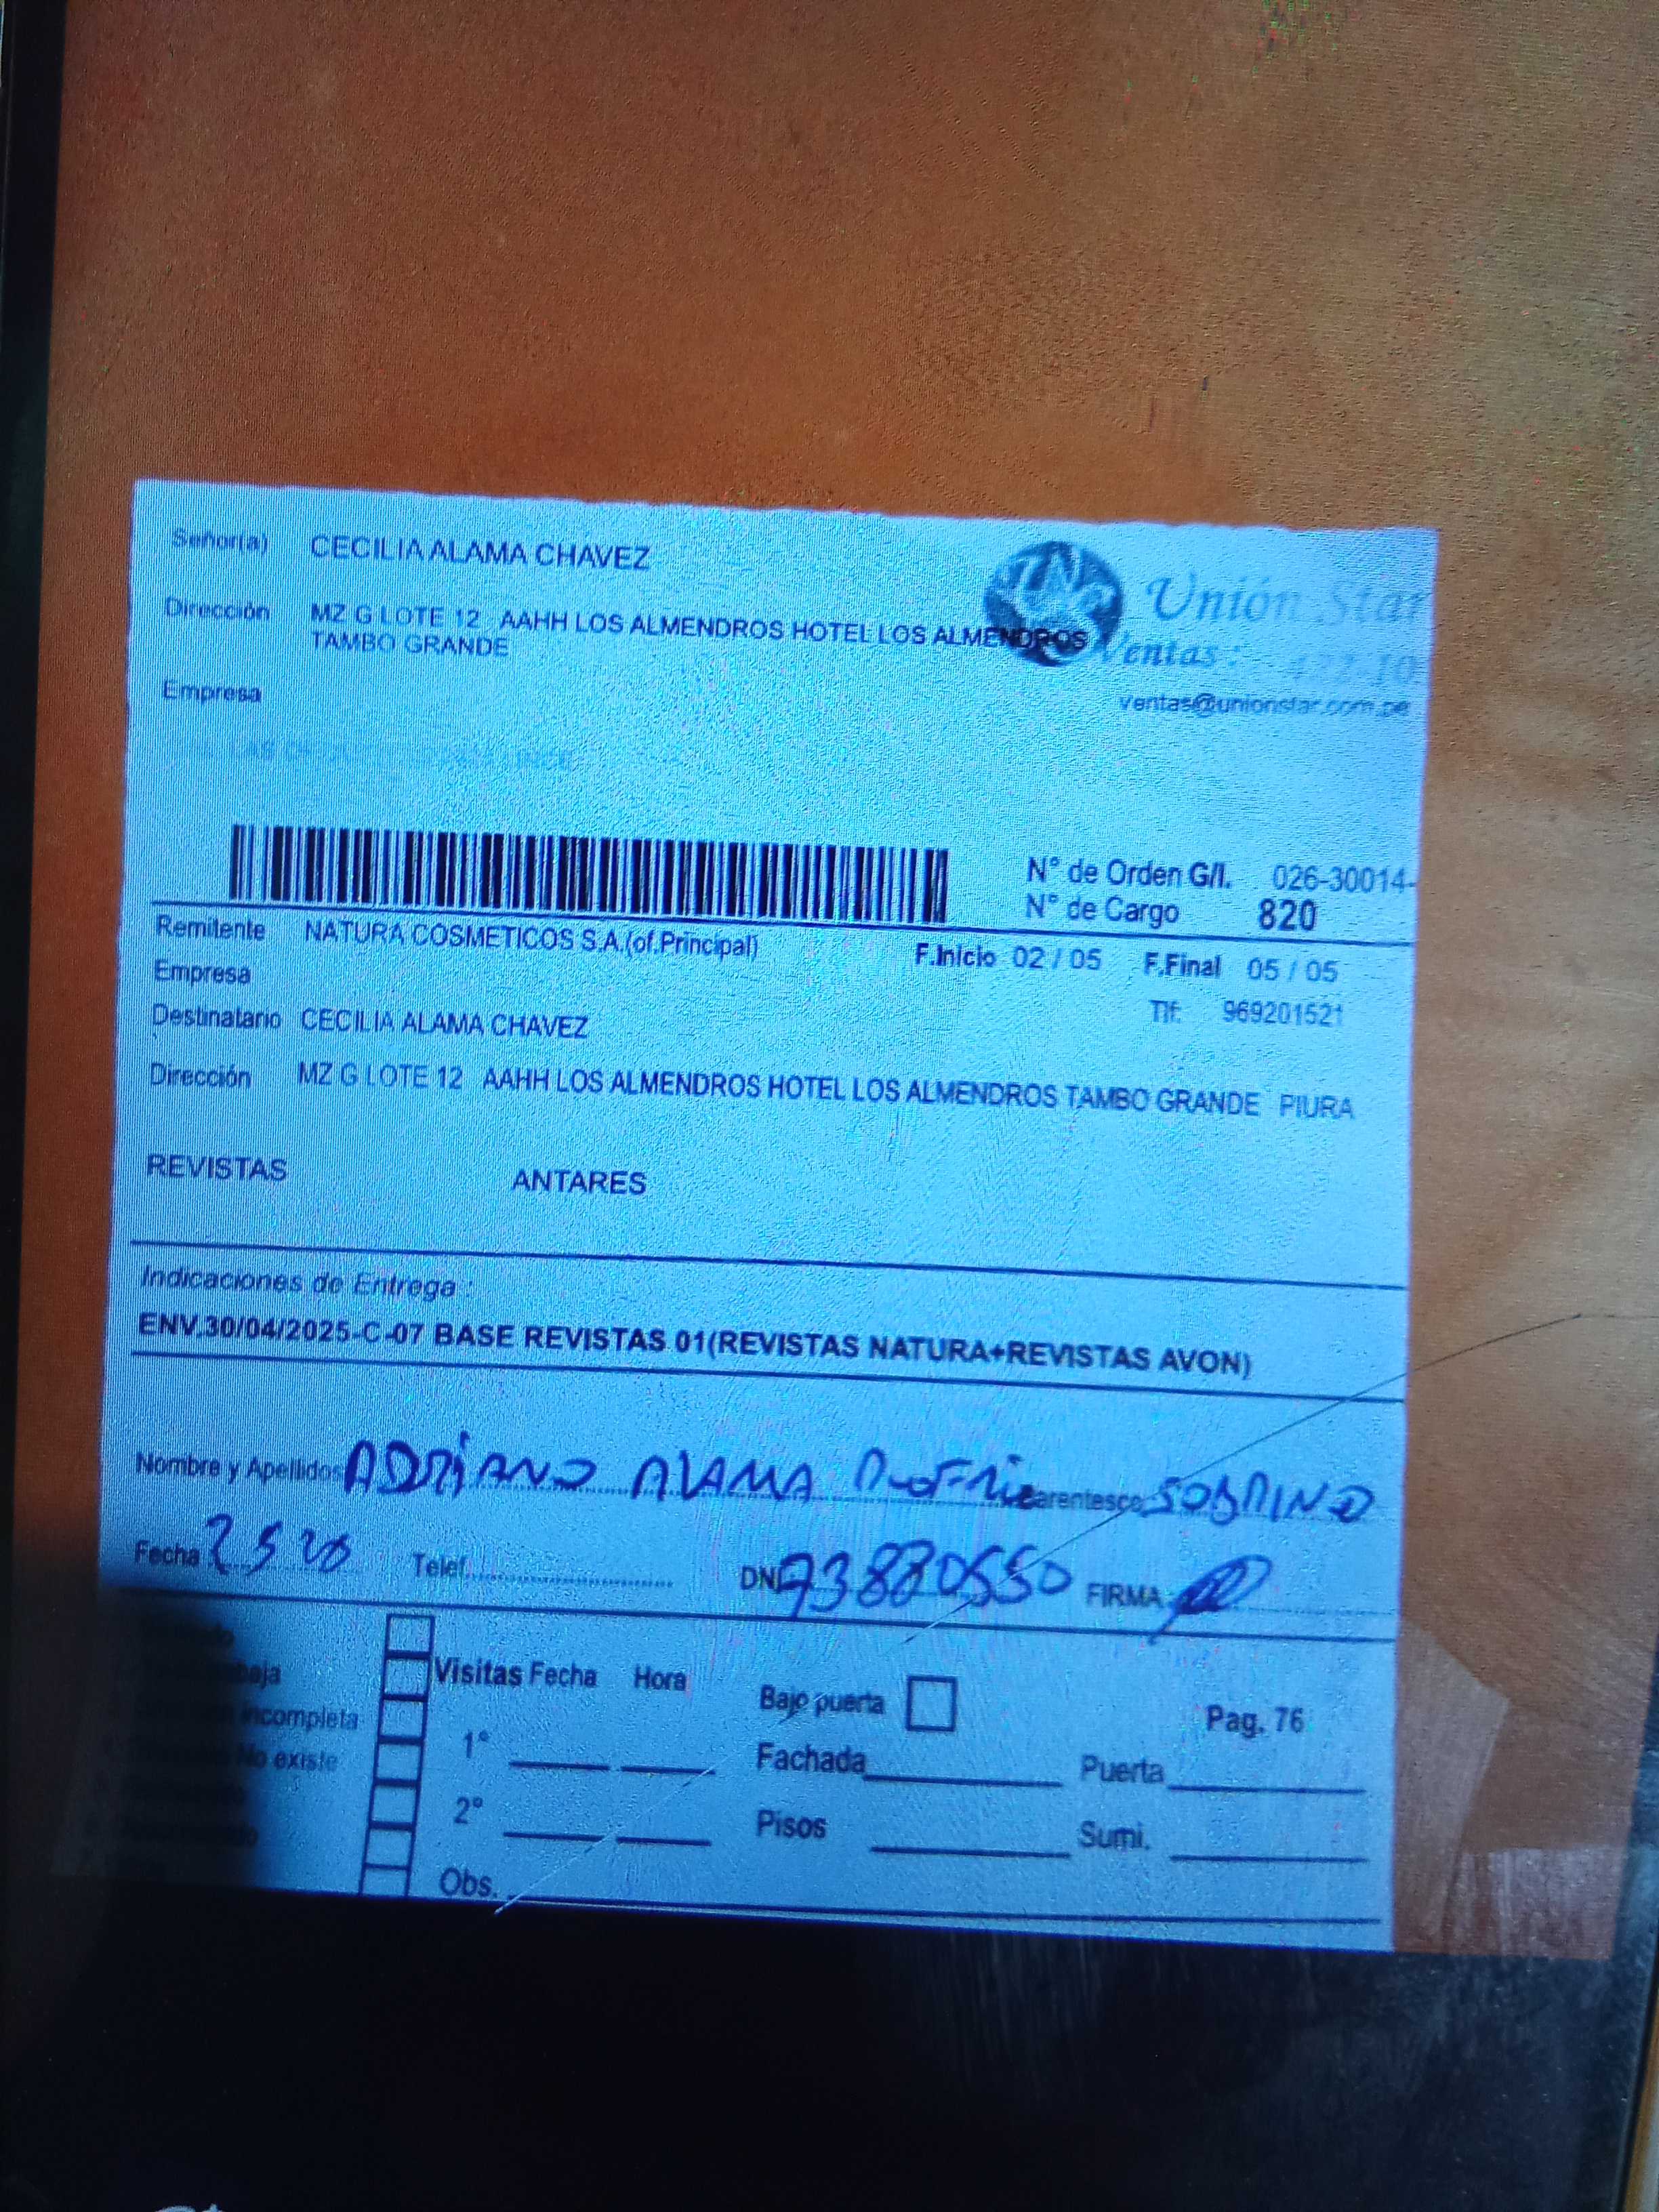 Señor(a) CECILIA ALAMA CHAVEZ
Unión Star
Dirección MZ G LOTE 12 AAHH LOS ALMENDROS HOTEL LOS ALMENDROS
TAMBO GRANDE
Ventas:
Empresa
ventas@unionstar.com.pe
N° de Orden G/I. 026-30014-
N° de Cargo 820
Remitente NATURA COSMETICOS S.A.(of.Principal)
F.Inicio 02 / 05 F.Final 05 / 05
Empresa
Tlf: 969201521
Destinatario CECILIA ALAMA CHAVEZ
Dirección MZ G LOTE 12 AAHH LOS ALMENDROS HOTEL LOS ALMENDROS TAMBO GRANDE PIURA
REVISTAS ANTARES
Indicaciones de Entrega :
ENV.30/04/2025-C-07 BASE REVISTAS 01(REVISTAS NATURA+REVISTAS AVON)
Nombre y Apellidos ADRIANO ALAMA arentesco SOBRINO
Fecha Telef. DNI 73880550 FIRMA
Visitas Fecha Hora Bajo puerta Pag. 76
incompleta
No existe
1° Fachada Puerta
2° Pisos Sumi.
Obs.